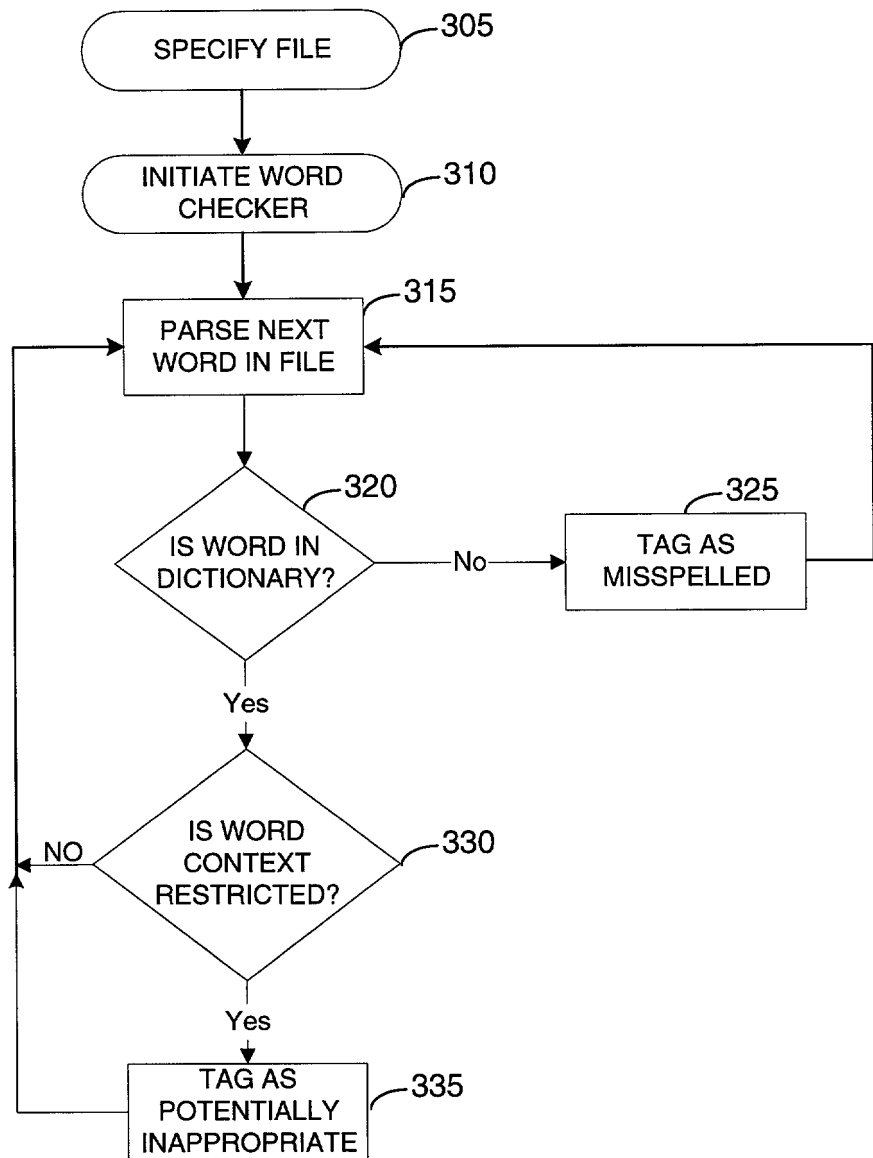 SPECIFY FILE
305
INITIATE WORD
CHECKER
310
315
PARSE NEXT
WORD IN FILE
320
IS WORD IN
DICTIONARY?
No
325
TAG AS
MISSPELLED
Yes
IS WORD
CONTEXT
RESTRICTED?
330
NO
Yes
TAG AS
POTENTIALLY
INAPPROPRIATE
335